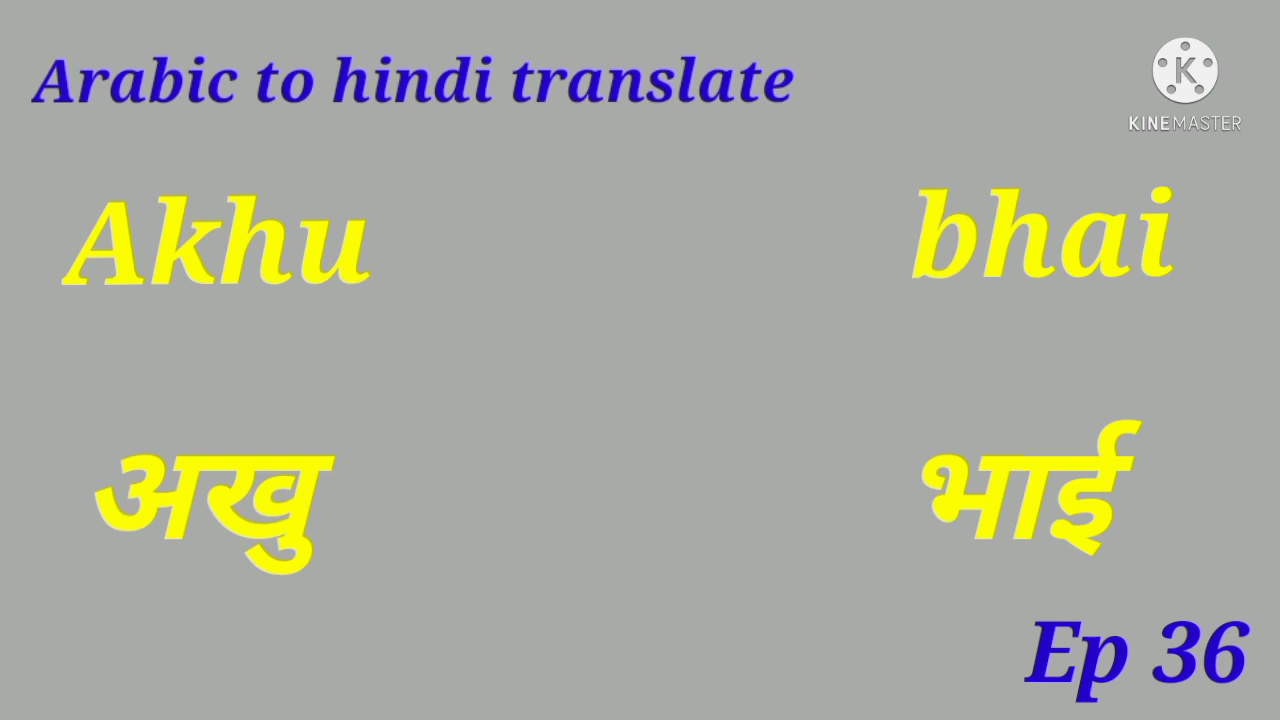 Arabic to hindi translate
KINEMASTER
Akhu bhai
अखु भाई
Ep 36